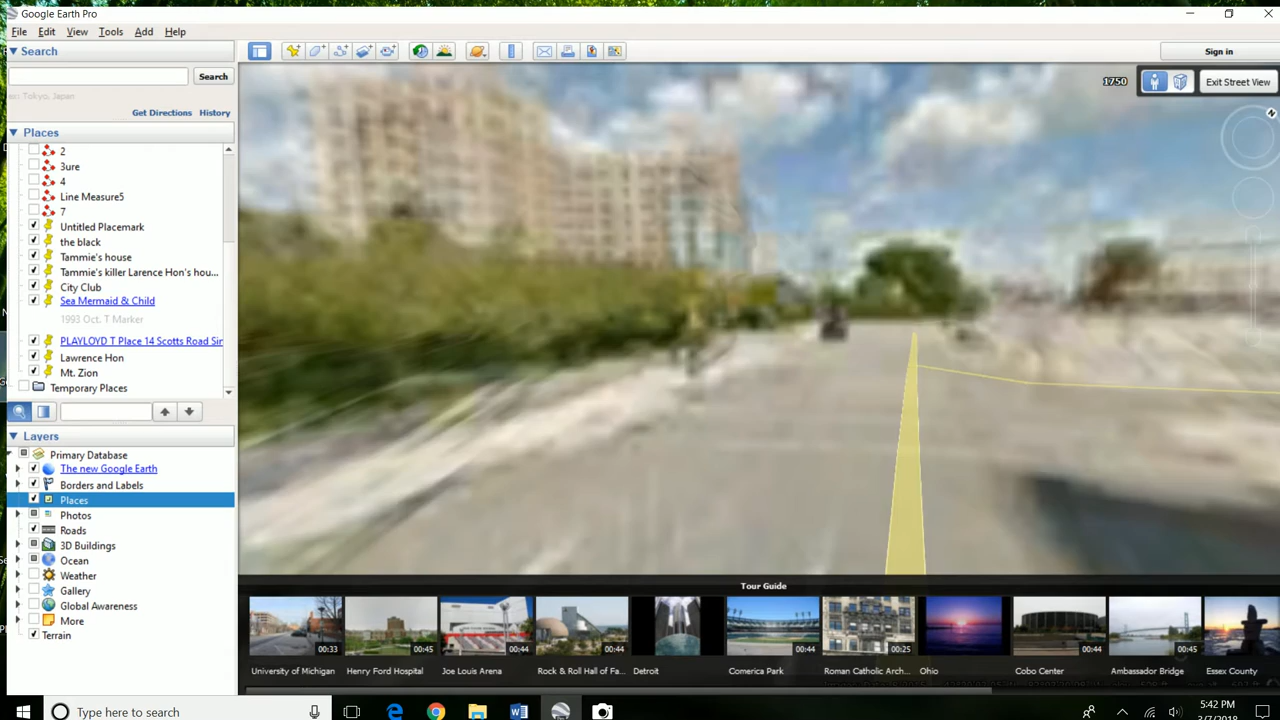 Google Earth Pro
File Edit View Tools Add Help
Search
Sign in
Search
ex: Tokyo, Japan
Get Directions History
1750
Exit Street View
N
Places
2
3ure
4
Line Measure5
7
Untitled Placemark
the black
Tammie's house
Tammie's killer Larence Hon's hou...
City Club
Sea Mermaid & Child
1993 Oct. T Marker
PLAYLOYD T Place 14 Scotts Road Sin
Lawrence Hon
Mt. Zion
Temporary Places
Layers
Primary Database
The new Google Earth
Borders and Labels
Places
Photos
Roads
3D Buildings
Ocean
Weather
Gallery
Global Awareness
More
Terrain
Tour Guide
00:33 00:45 00:44 00:44 00:44 00:25 00:44 00:45
University of Michigan Henry Ford Hospital Joe Louis Arena Rock & Roll Hall of Fa... Detroit Comerica Park Roman Catholic Arch... Ohio Cobo Center Ambassador Bridge Essex County
Type here to search
5:42 PM
3/7/2018